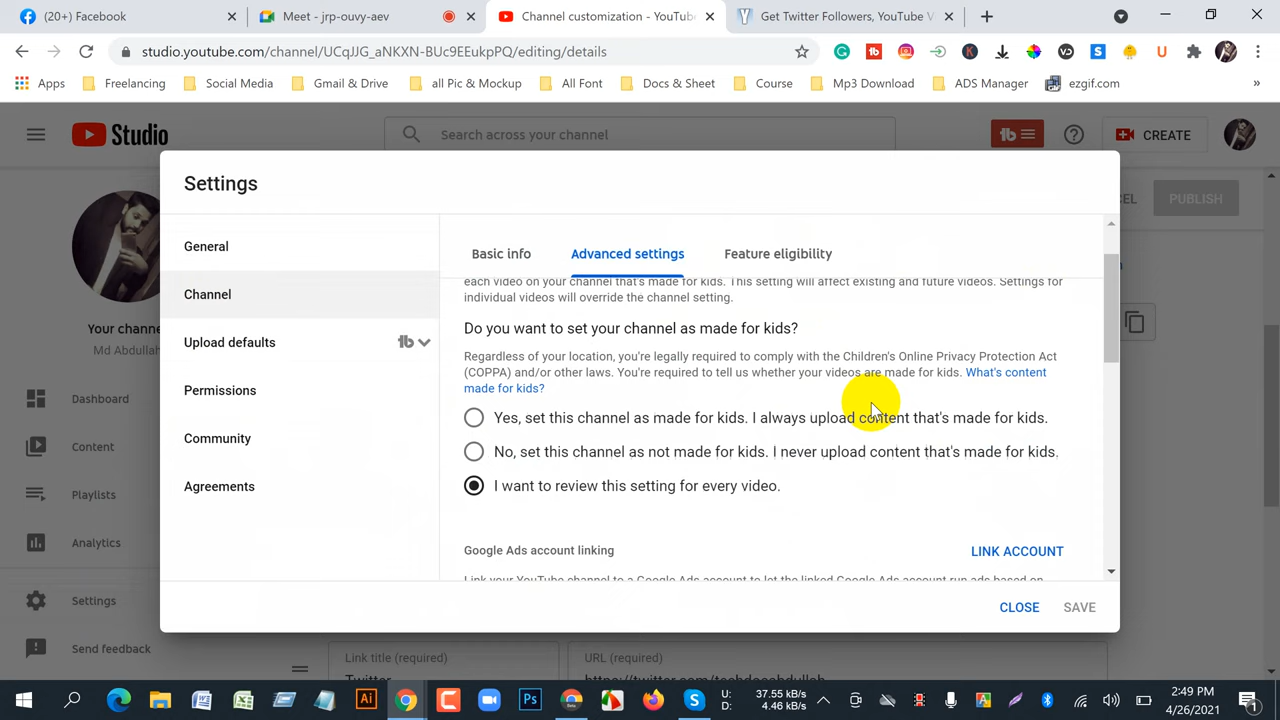 (20+) Facebook
Meet - jrp-ouvy-aev
Channel customization - YouTube
Get Twitter Followers, YouTube V
studio.youtube.com/channel/UCqJJG_aNKXN-BUc9EEukpPQ/editing/details
Apps
Freelancing
Social Media
Gmail & Drive
all Pic & Mockup
All Font
Docs & Sheet
Course
Mp3 Download
ADS Manager
ezgif.com
Studio
Search across your channel
CREATE
Settings
CEL
PUBLISH
Your chann
Md Abdullah
Dashboard
Content
Playlists
Analytics
Settings
Send feedback
General
Channel
Upload defaults
Permissions
Community
Agreements
Basic info
Advanced settings
Feature eligibility
each video on your channel that's made for kids. This setting will affect existing and future videos. Settings for
individual videos will override the channel setting.
Do you want to set your channel as made for kids?
Regardless of your location, you're legally required to comply with the Children's Online Privacy Protection Act
(COPPA) and/or other laws. You're required to tell us whether your videos are made for kids. What's content
made for kids?
Yes, set this channel as made for kids. I always upload content that's made for kids.
No, set this channel as not made for kids. I never upload content that's made for kids.
I want to review this setting for every video.
Google Ads account linking
LINK ACCOUNT
Link your YouTube channel to a Google Ads account to let the linked Google Ads account run ads based on
CLOSE
SAVE
Link title (required)
Twitter
URL (required)
https://twitter.com/techdocabdullah
U: 37.55 kB/s
D: 4.46 kB/s
2:49 PM
4/26/2021